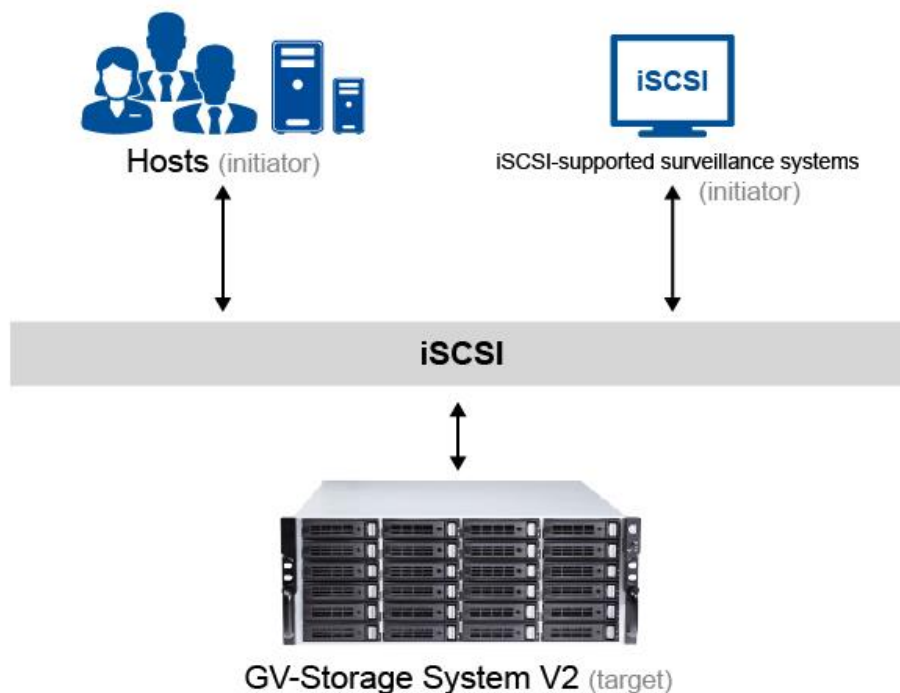 iSCSI
Hosts (initiator)
iSCSI-supported surveillance systems
(initiator)
iSCSI
GV-Storage System V2 (target)